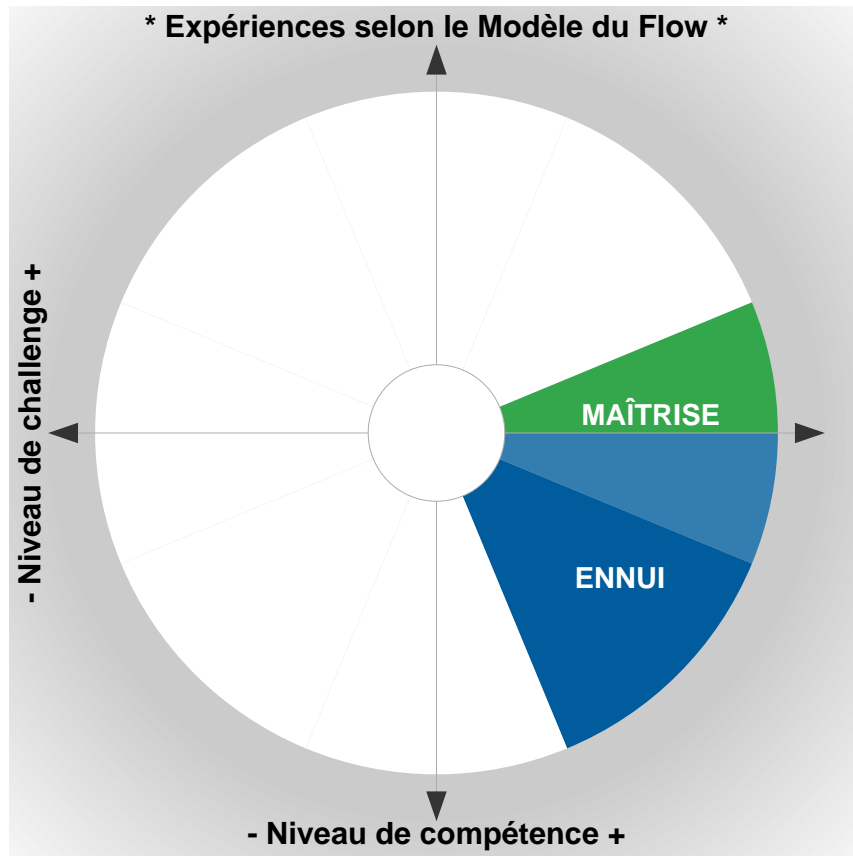 * Expériences selon le Modèle du Flow *
- Niveau de challenge +
MAÎTRISE
ENNUI
- Niveau de compétence +